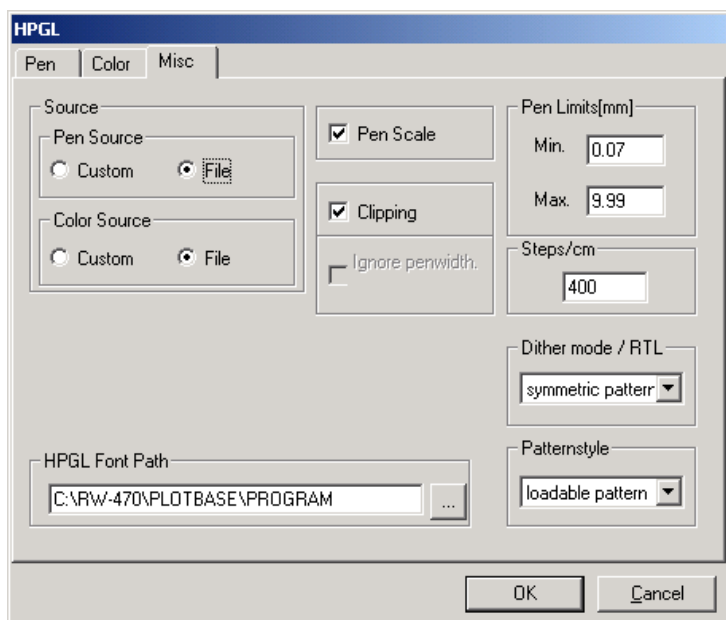 HPGL
Pen Color Misc
Source
Pen Source
Custom File
Color Source
Custom File
Pen Scale
Clipping
Ignore penwidth.
Pen Limits[mm]
Min. 0.07
Max. 9.99
Steps/cm
400
Dither mode / RTL
symmetric pattern
Patternstyle
loadable pattern
HPGL Font Path
C:\RW-470\PLOTBASE\PROGRAM ...
OK Cancel